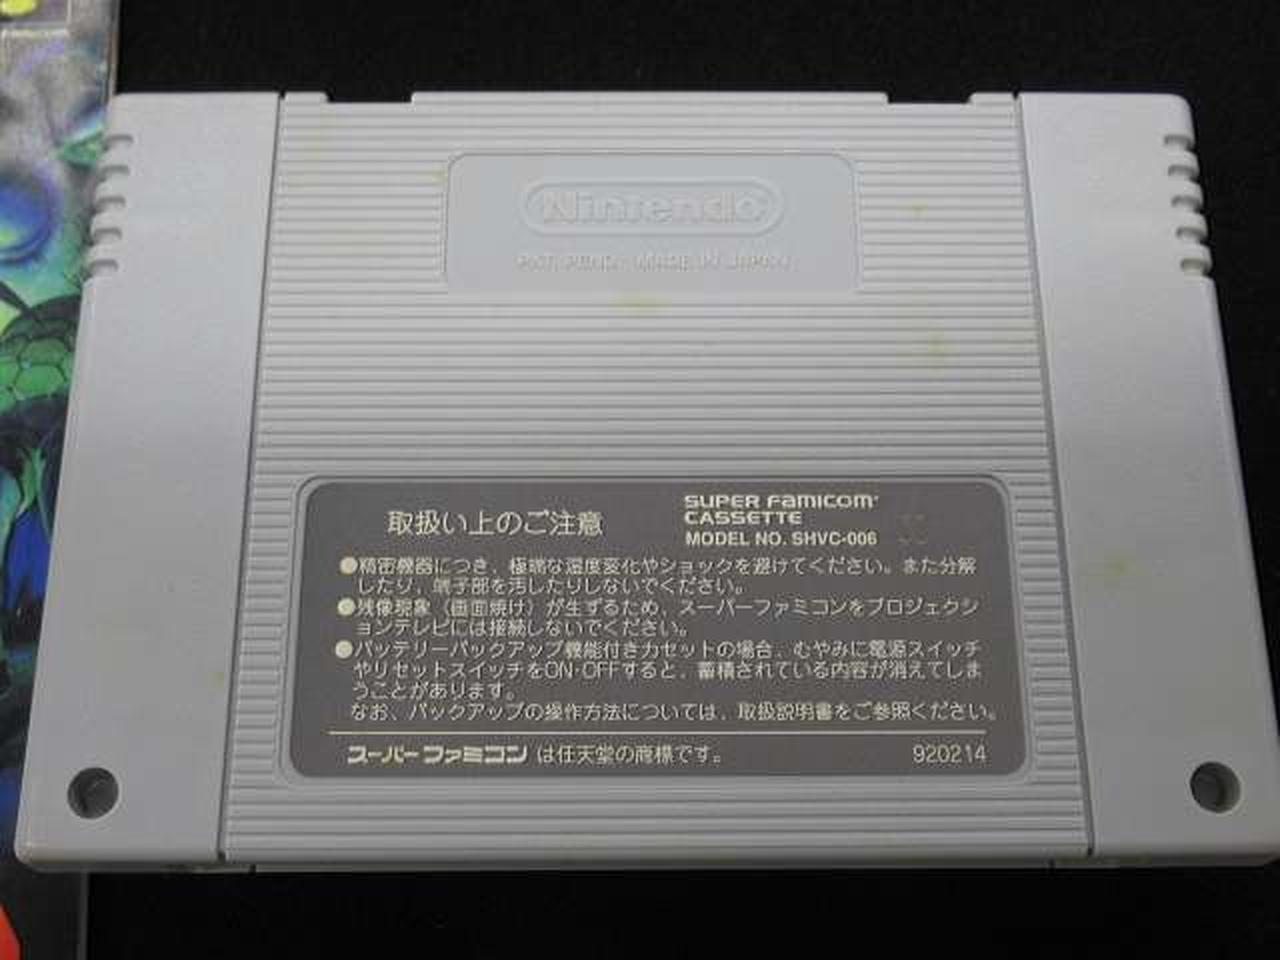 Nintendo
PAT. PEND. MADE IN JAPAN
取扱い上のご注意
SUPER Famicom
CASSETTE
MODEL NO. SHVC-006
●精密機器につき、極端な温度変化やショックを避けてください。また分解
したり、端子部を汚したりしないでください。
●残像現象（画面焼け）が生ずるため、スーパーファミコンをプロジェクシ
ョンテレビには接続しないでください。
●バッテリーバックアップ機能付きカセットの場合、むやみに電源スイッチ
やリセットスイッチをON・OFFすると、蓄積されている内容が消えてしま
うことがあります。
なお、バックアップの操作方法については、取扱説明書をご参照ください。
スーパーファミコンは任天堂の商標です。 920214